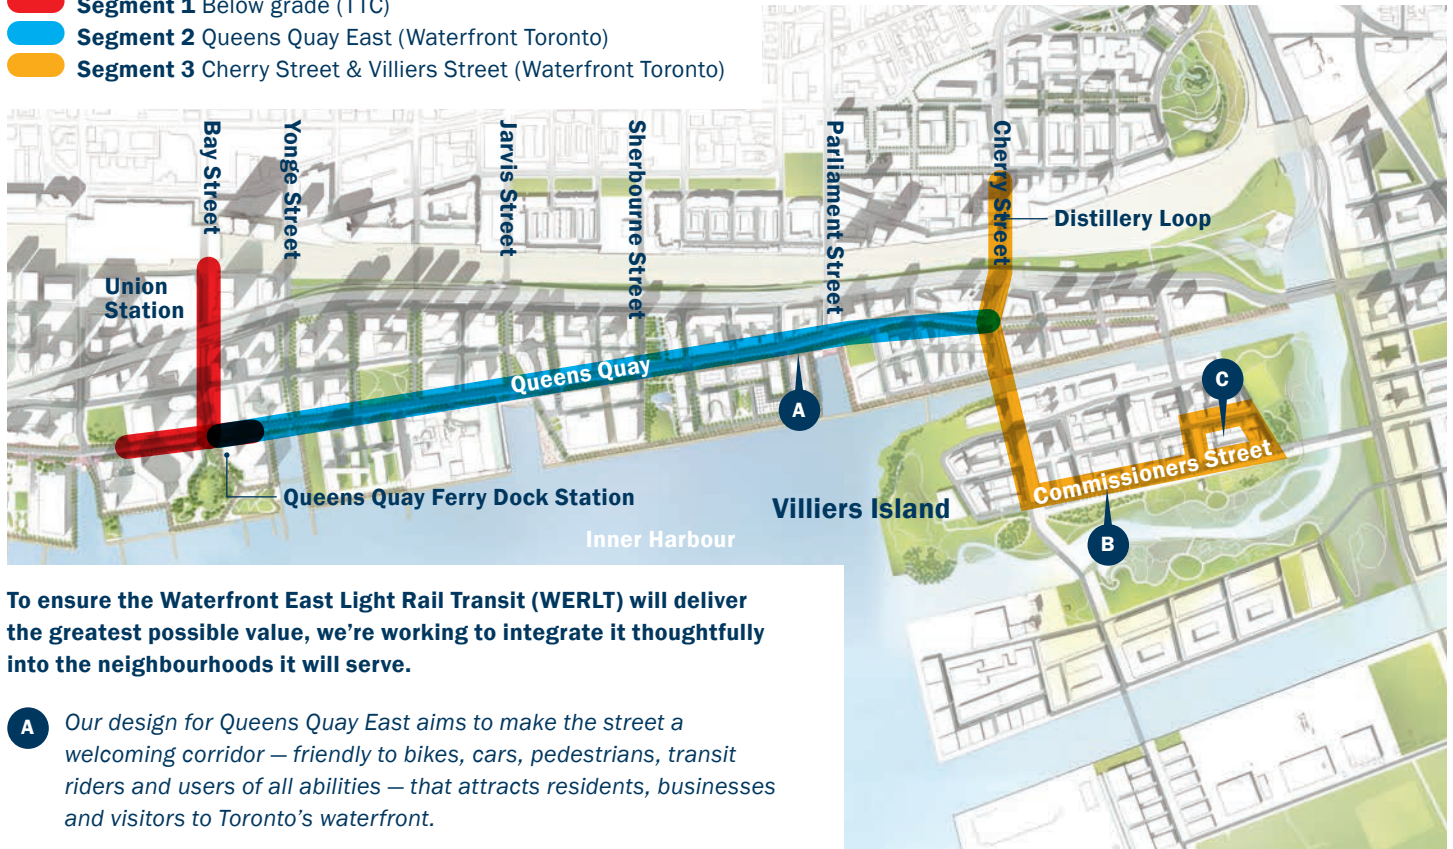 Segment 1 Below grade (TTC)
Segment 2 Queens Quay East (Waterfront Toronto)
Segment 3 Cherry Street & Villiers Street (Waterfront Toronto)
Bay Street
Yonge Street
Jarvis Street
Sherbourne Street
Parliament Street
Cherry Street
Distillery Loop
Union
Station
Queens Quay
A
C
Commissioners Street
Queens Quay Ferry Dock Station
Villiers Island
Inner Harbour
B
To ensure the Waterfront East Light Rail Transit (WERLT) will deliver
the greatest possible value, we’re working to integrate it thoughtfully
into the neighbourhoods it will serve.
A
Our design for Queens Quay East aims to make the street a
welcoming corridor — friendly to bikes, cars, pedestrians, transit
riders and users of all abilities — that attracts residents, businesses
and visitors to Toronto’s waterfront.